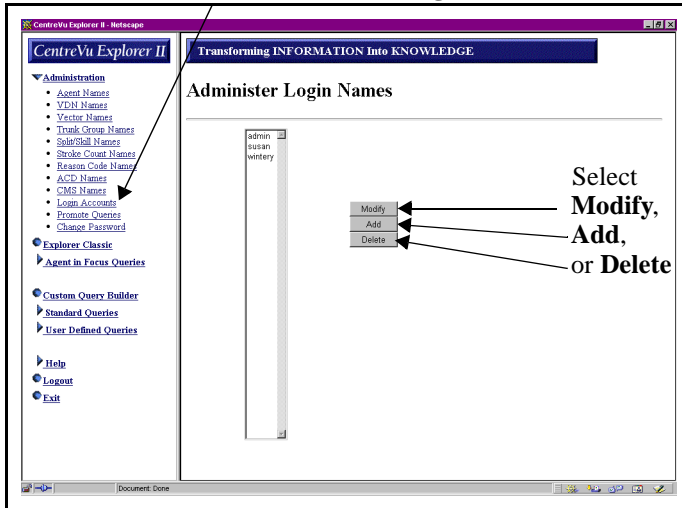 CentreVu Explorer II - Netscape
CentreVu Explorer II
Administration
Agent Names
VDN Names
Vector Names
Trunk Group Names
Split/Skill Names
Stroke Count Names
Reason Code Names
ACD Names
CMS Names
Login Accounts
Promote Queries
Change Password
Explorer Classic
Agent in Focus Queries
Custom Query Builder
Standard Queries
User Defined Queries
Help
Logout
Exit
Transforming INFORMATION Into KNOWLEDGE
Administer Login Names
admin
susan
wintery
Modify
Add
Delete
Select
Modify,
Add,
or Delete
Document: Done